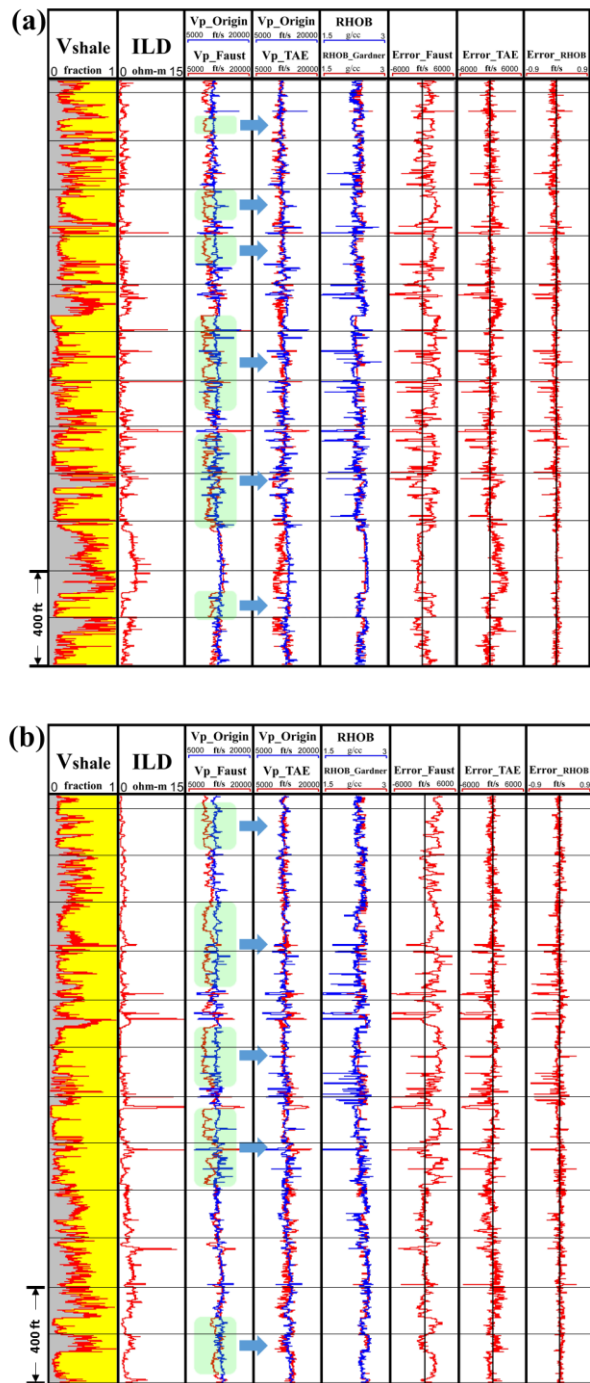 (a)
Vshale
0 fraction 1
ILD
0 ohm-m 15
Vp_Origin
5000 ft/s 20000
Vp_Faust
5000 ft/s 20000
Vp_Origin
5000 ft/s 20000
Vp_TAE
5000 ft/s 20000
RHOB
1.5 g/cc 3
RHOB_Gardner
1.5 g/cc 3
Error_Faust
-6000 ft/s 6000
Error_TAE
-6000 ft/s 6000
Error_RHOB
-0.9 ft/s 0.9
400 ft
(b)
Vshale
0 fraction 1
ILD
0 ohm-m 15
Vp_Origin
5000 ft/s 20000
Vp_Faust
5000 ft/s 20000
Vp_Origin
5000 ft/s 20000
Vp_TAE
5000 ft/s 20000
RHOB
1.5 g/cc 3
RHOB_Gardner
1.5 g/cc 3
Error_Faust
-6000 ft/s 6000
Error_TAE
-6000 ft/s 6000
Error_RHOB
-0.9 ft/s 0.9
400 ft